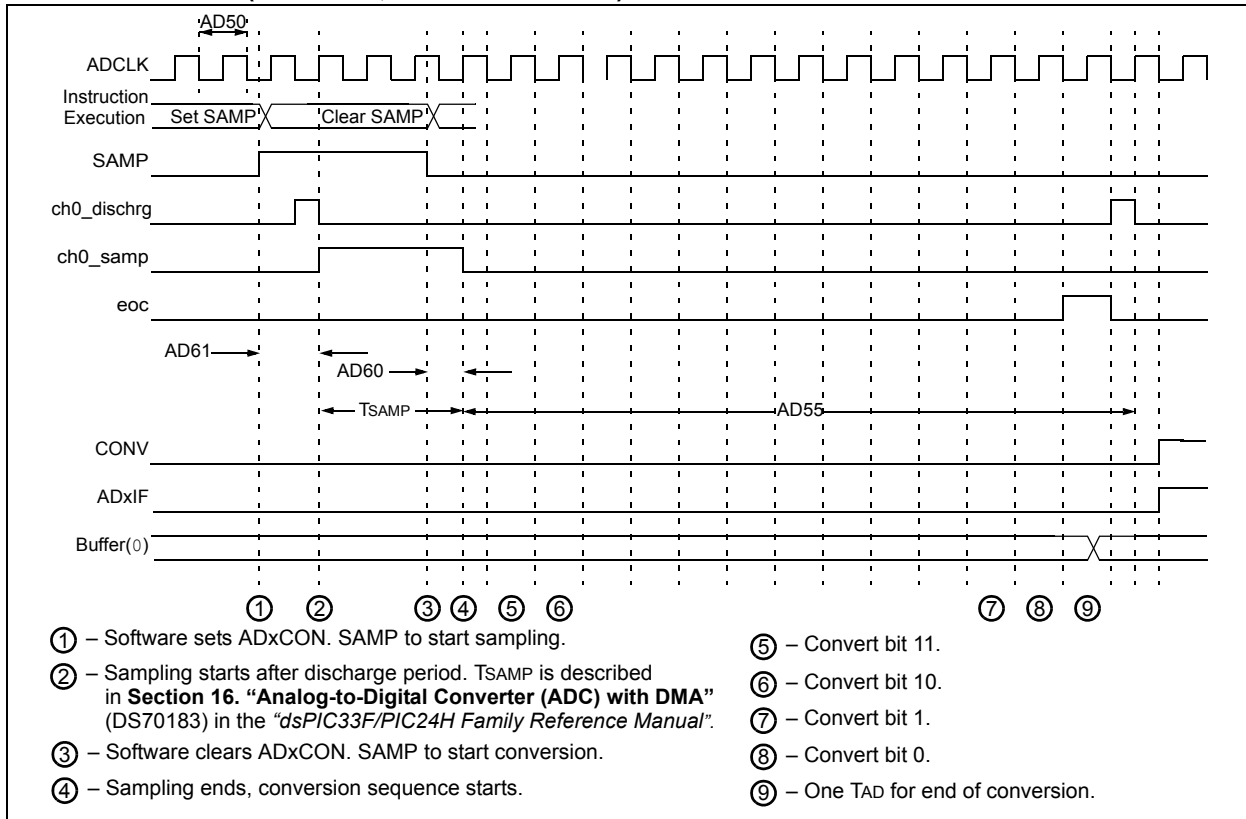 AD50
ADCLK
Instruction
Execution
Set SAMP
Clear SAMP
SAMP
ch0_dischrg
ch0_samp
eoc
AD61
AD60
TSAMP
AD55
CONV
ADxIF
Buffer(0)
1 2 3 4 5 6 7 8 9
1 – Software sets ADxCON. SAMP to start sampling.
2 – Sampling starts after discharge period. TSAMP is described
in Section 16. “Analog-to-Digital Converter (ADC) with DMA”
(DS70183) in the “dsPIC33F/PIC24H Family Reference Manual”.
3 – Software clears ADxCON. SAMP to start conversion.
4 – Sampling ends, conversion sequence starts.
5 – Convert bit 11.
6 – Convert bit 10.
7 – Convert bit 1.
8 – Convert bit 0.
9 – One TAD for end of conversion.